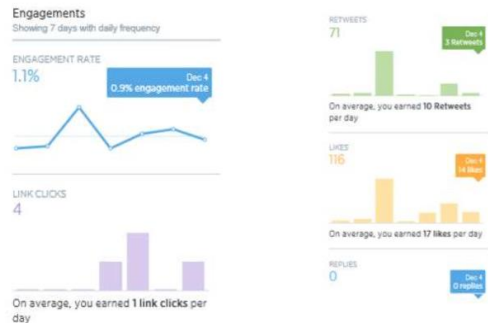 Engagements
Showing 7 days with daily frequency
ENGAGEMENT RATE
1.1%
Dec 4
0.9% engagement rate
LINK CLICKS
4
On average, you earned 1 link clicks per
day
RETWEETS
71
Dec 4
3 Retweets
On average, you earned 10 Retweets
per day
LIKES
116
Dec 4
14 likes
On average, you earned 17 likes per day
REPLIES
0
Dec 4
0 replies